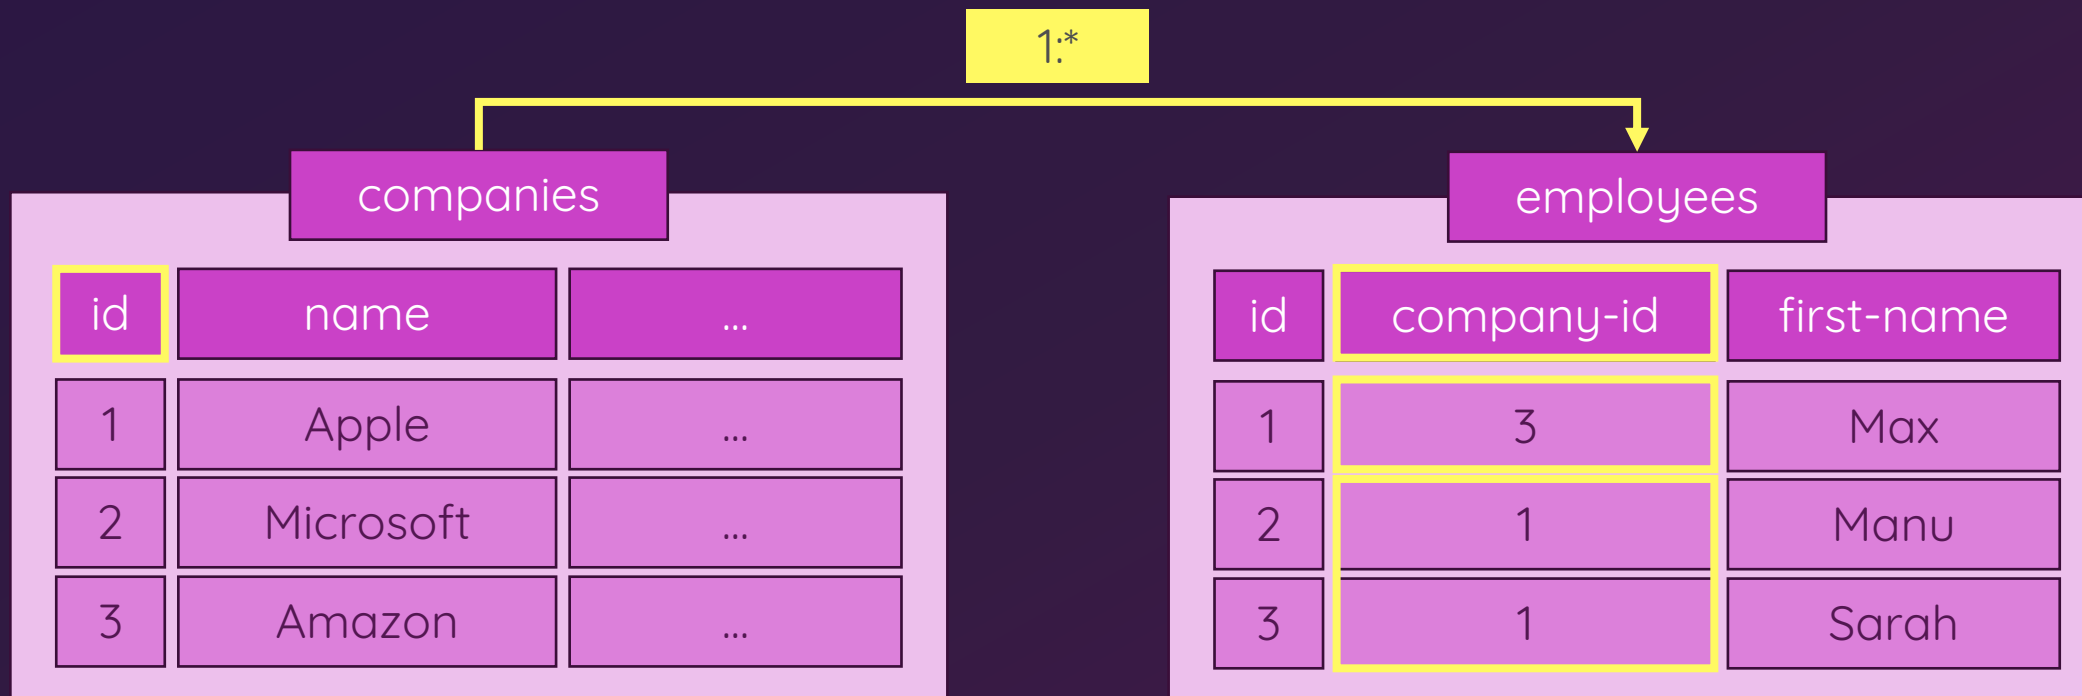 1:*
companies
id name ...
1 Apple ...
2 Microsoft ...
3 Amazon ...
employees
id company-id first-name
1 3 Max
2 1 Manu
3 1 Sarah